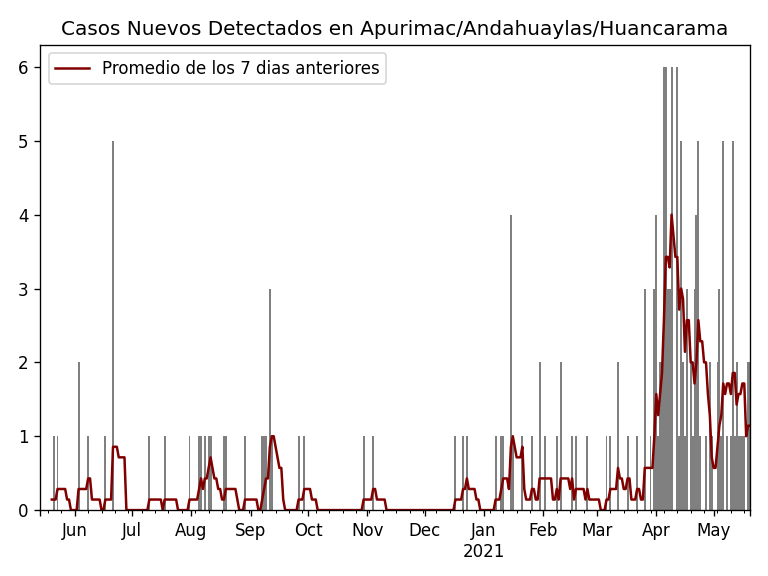 Casos Nuevos Detectados en Apurimac/Andahuaylas/Huancarama
Promedio de los 7 dias anteriores
6
5
4
3
2
1
0
Jun Jul Aug Sep Oct Nov Dec Jan Feb Mar Apr May
2021